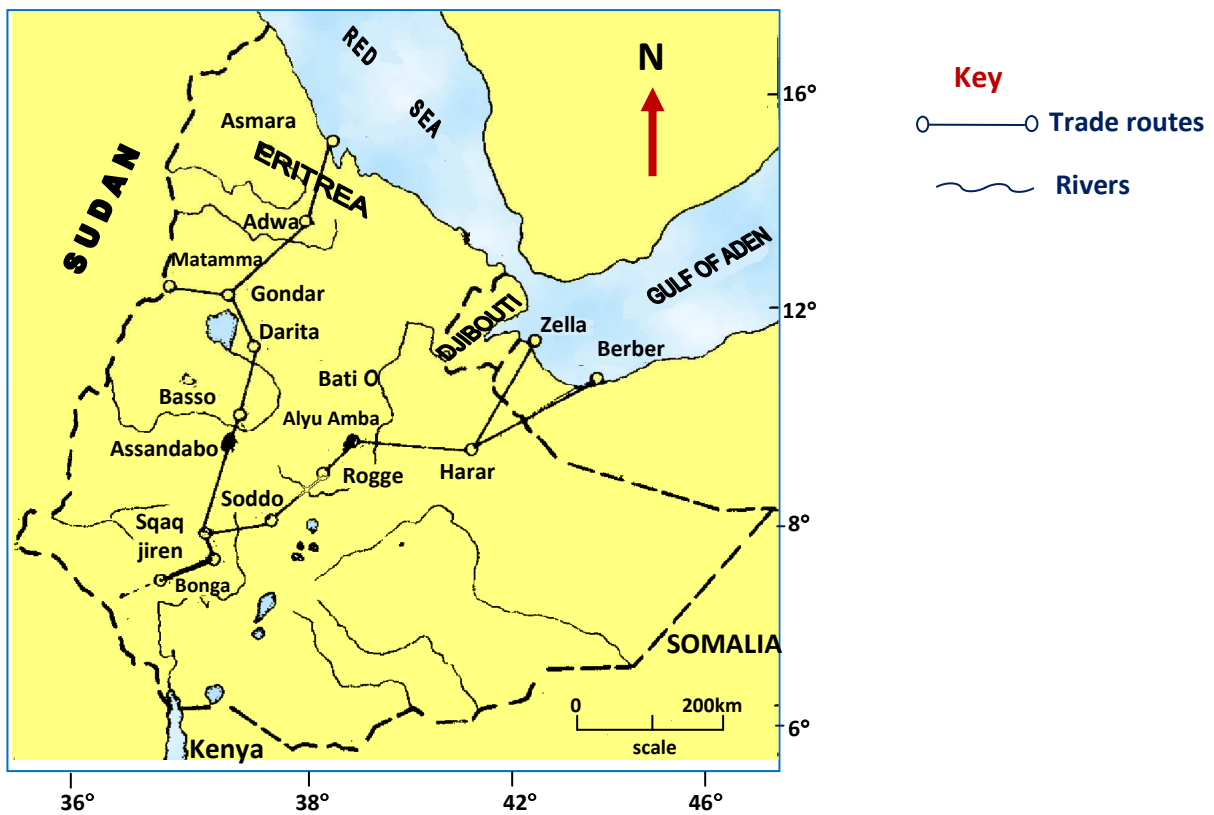 RED
SEA
N
Key
16°
Trade routes
Asmara
ERITREA
Rivers
SUDAN
Adwa
Matamma
GULF OF ADEN
Gondar
12°
Darita
DJIBOUTI
Zella
Berber
Bati O
Basso
Alyu Amba
Assandabo
Harar
Rogge
Soddo
8°
Sqaq
jiren
Bonga
SOMALIA
0
200km
scale
6°
Kenya
36°
38°
42°
46°